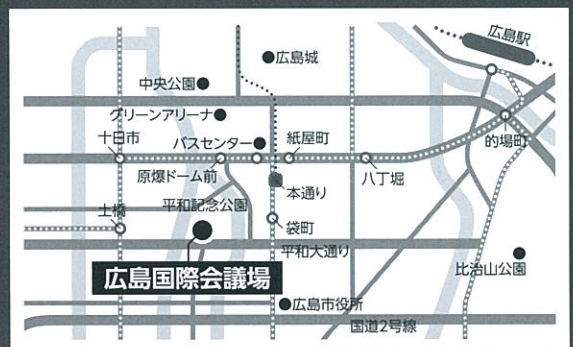 広島駅
広島城
中央公園
グリーンアリーナ
十日市
バスセンター
紙屋町
的場町
原爆ドーム前
本通り
八丁堀
平和記念公園
土橋
袋町
平和大通り
広島国際会議場
比治山公園
広島市役所
国道2号線